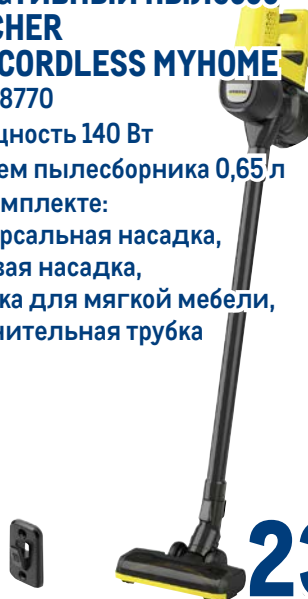 CHER
CORDLESS MYHOME
8770
щность 140 Вт
ем пылесборника 0,65 л
мплекте:
рсальная насадка,
вая насадка,
ка для мягкой мебели,
нительная трубка
23